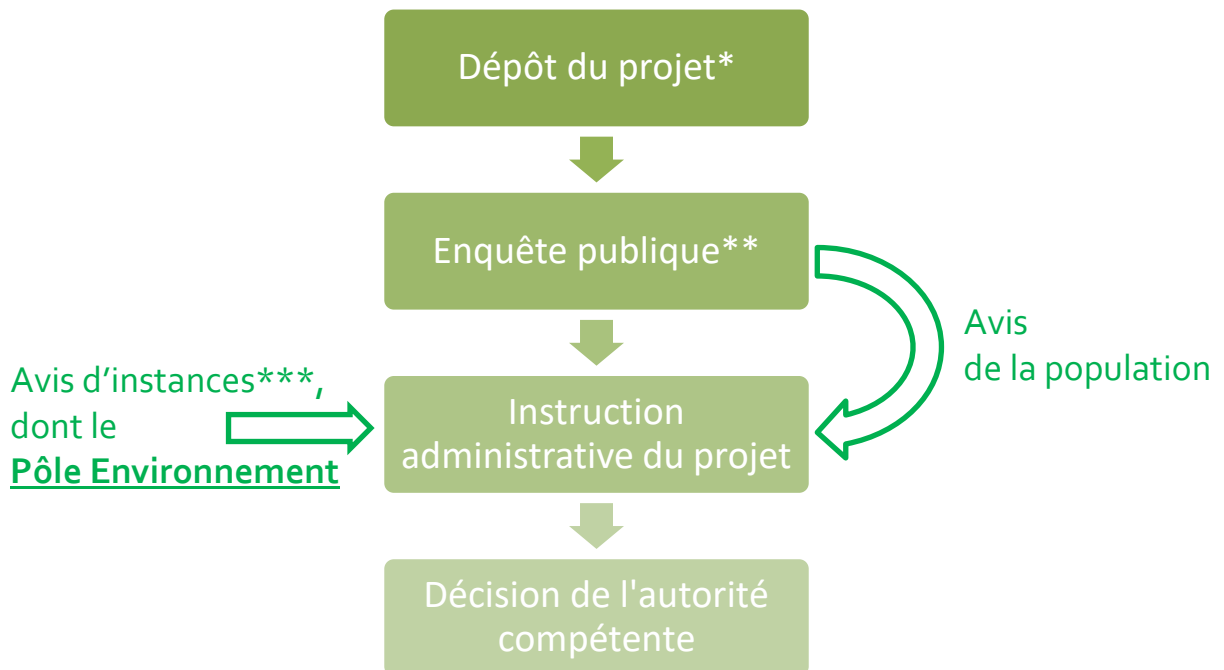 Dépôt du projet*
Enquête publique**
Avis
de la population
Avis d’instances***,
dont le
Pôle Environnement
Instruction
administrative du projet
Décision de l'autorité
compétente